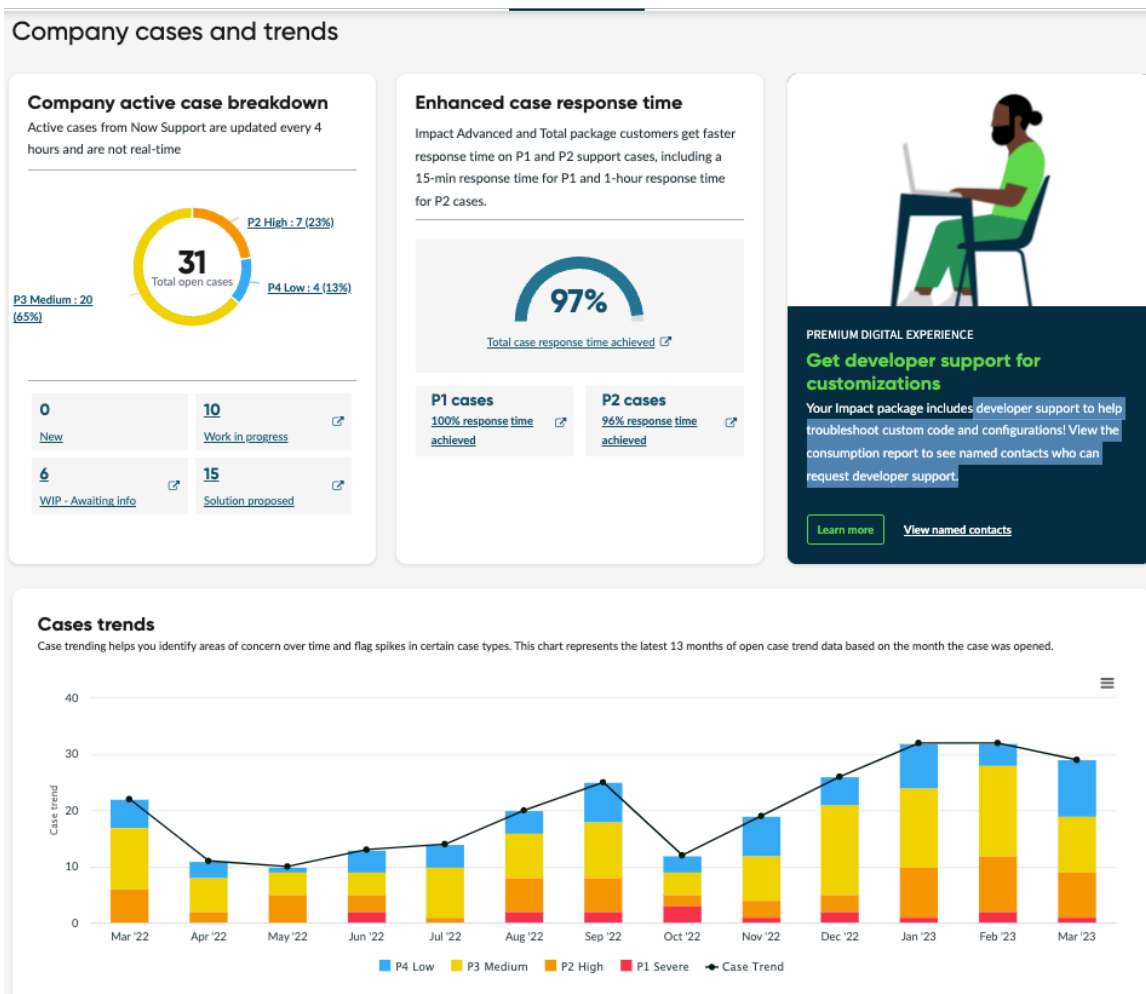 Company cases and trends
Company active case breakdown
Active cases from Now Support are updated every 4
hours and are not real-time
P2 High : 7 (23%)
31
Total open cases
P4 Low : 4 (13%)
P3 Medium : 20
(65%)
0
New
10
Work in progress
6
WIP - Awaiting info
15
Solution proposed
Enhanced case response time
Impact Advanced and Total package customers get faster
response time on P1 and P2 support cases, including a
15-min response time for P1 and 1-hour response time
for P2 cases.
97%
Total case response time achieved
P1 cases
100% response time
achieved
P2 cases
96% response time
achieved
PREMIUM DIGITAL EXPERIENCE
Get developer support for
customizations
Your Impact package includes developer support to help
troubleshoot custom code and configurations! View the
consumption report to see named contacts who can
request developer support.
Learn more
View named contacts
Cases trends
Case trending helps you identify areas of concern over time and flag spikes in certain case types. This chart represents the latest 13 months of open case trend data based on the month the case was opened.
40
30
20
10
0
Case trend
Mar '22 Apr '22 May '22 Jun '22 Jul '22 Aug '22 Sep '22 Oct '22 Nov '22 Dec '22 Jan '23 Feb '23 Mar '23
P4 Low P3 Medium P2 High P1 Severe Case Trend